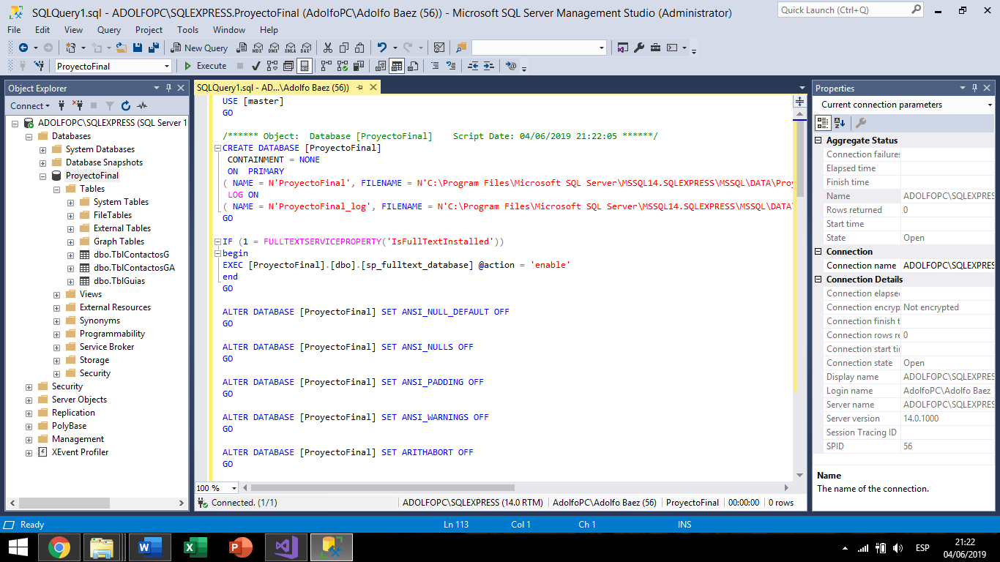 SQLQuery1.sql - ADOLFOPC\SQLEXPRESS.ProyectoFinal (AdolfoPC\Adolfo Baez (56)) - Microsoft SQL Server Management Studio (Administrator)
Quick Launch (Ctrl+Q)
File Edit View Query Project Tools Window Help
New Query
MDX DMX XMLA DAX
ProyectoFinal
Execute
Object Explorer
Connect
ADOLFOPC\SQLEXPRESS (SQL Server 1
Databases
System Databases
Database Snapshots
ProyectoFinal
Tables
System Tables
FileTables
External Tables
Graph Tables
dbo.TblContactosG
dbo.TblContactosGA
dbo.TblGuias
Views
External Resources
Synonyms
Programmability
Service Broker
Storage
Security
Security
Server Objects
Replication
PolyBase
Management
XEvent Profiler
SQLQuery1.sql - AD...\Adolfo Baez (56))
USE [master]
GO
/****** Object:  Database [ProyectoFinal]    Script Date: 04/06/2019 21:22:05 ******/
CREATE DATABASE [ProyectoFinal]
CONTAINMENT = NONE
ON  PRIMARY
( NAME = N'ProyectoFinal', FILENAME = N'C:\Program Files\Microsoft SQL Server\MSSQL14.SQLEXPRESS\MSSQL\DATA\Proy
LOG ON
( NAME = N'ProyectoFinal_log', FILENAME = N'C:\Program Files\Microsoft SQL Server\MSSQL14.SQLEXPRESS\MSSQL\DATA\
GO
IF (1 = FULLTEXTSERVICEPROPERTY('IsFullTextInstalled'))
begin
EXEC [ProyectoFinal].[dbo].[sp_fulltext_database] @action = 'enable'
end
GO
ALTER DATABASE [ProyectoFinal] SET ANSI_NULL_DEFAULT OFF
GO
ALTER DATABASE [ProyectoFinal] SET ANSI_NULLS OFF
GO
ALTER DATABASE [ProyectoFinal] SET ANSI_PADDING OFF
GO
ALTER DATABASE [ProyectoFinal] SET ANSI_WARNINGS OFF
GO
ALTER DATABASE [ProyectoFinal] SET ARITHABORT OFF
GO
100 %
Connected. (1/1)
ADOLFOPC\SQLEXPRESS (14.0 RTM)
AdolfoPC\Adolfo Baez (56)
ProyectoFinal
00:00:00
0 rows
Properties
Current connection parameters
Aggregate Status
Connection failures
Elapsed time
Finish time
Name ADOLFOPC\SQLEXPRES
Rows returned 0
Start time
State Open
Connection
Connection name ADOLFOPC\SQLEXPRES
Connection Details
Connection elapsed
Connection encryp Not encrypted
Connection finish t
Connection rows re 0
Connection start tin
Connection state Open
Display name ADOLFOPC\SQLEXPRES
Login name AdolfoPC\Adolfo Baez
Server name ADOLFOPC\SQLEXPRES
Server version 14.0.1000
Session Tracing ID
SPID 56
Name
The name of the connection.
Ready
Ln 113
Col 1
Ch 1
INS
ESP
21:22
04/06/2019